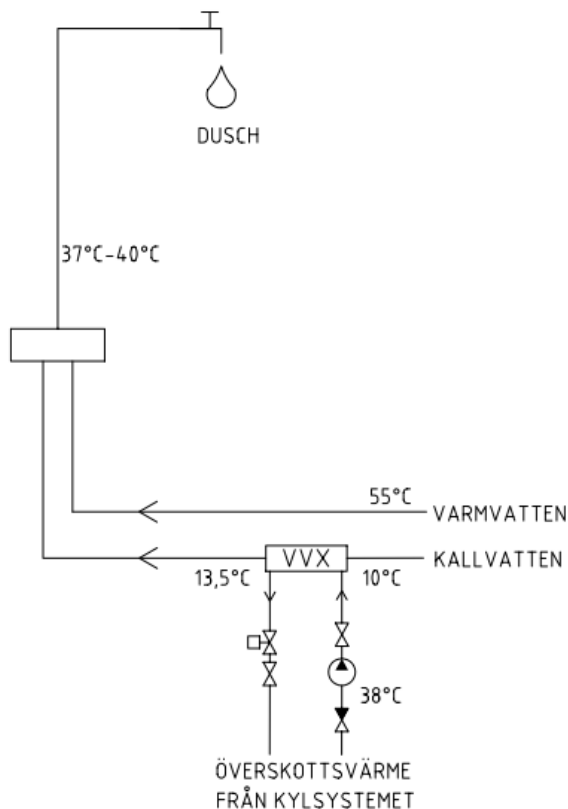 DUSCH
37°C-40°C
55°C
VARMVATTEN
VVX
KALLVATTEN
13,5°C
10°C
38°C
ÖVERSKOTTSVÄRME
FRÅN KYLSYSTEMET